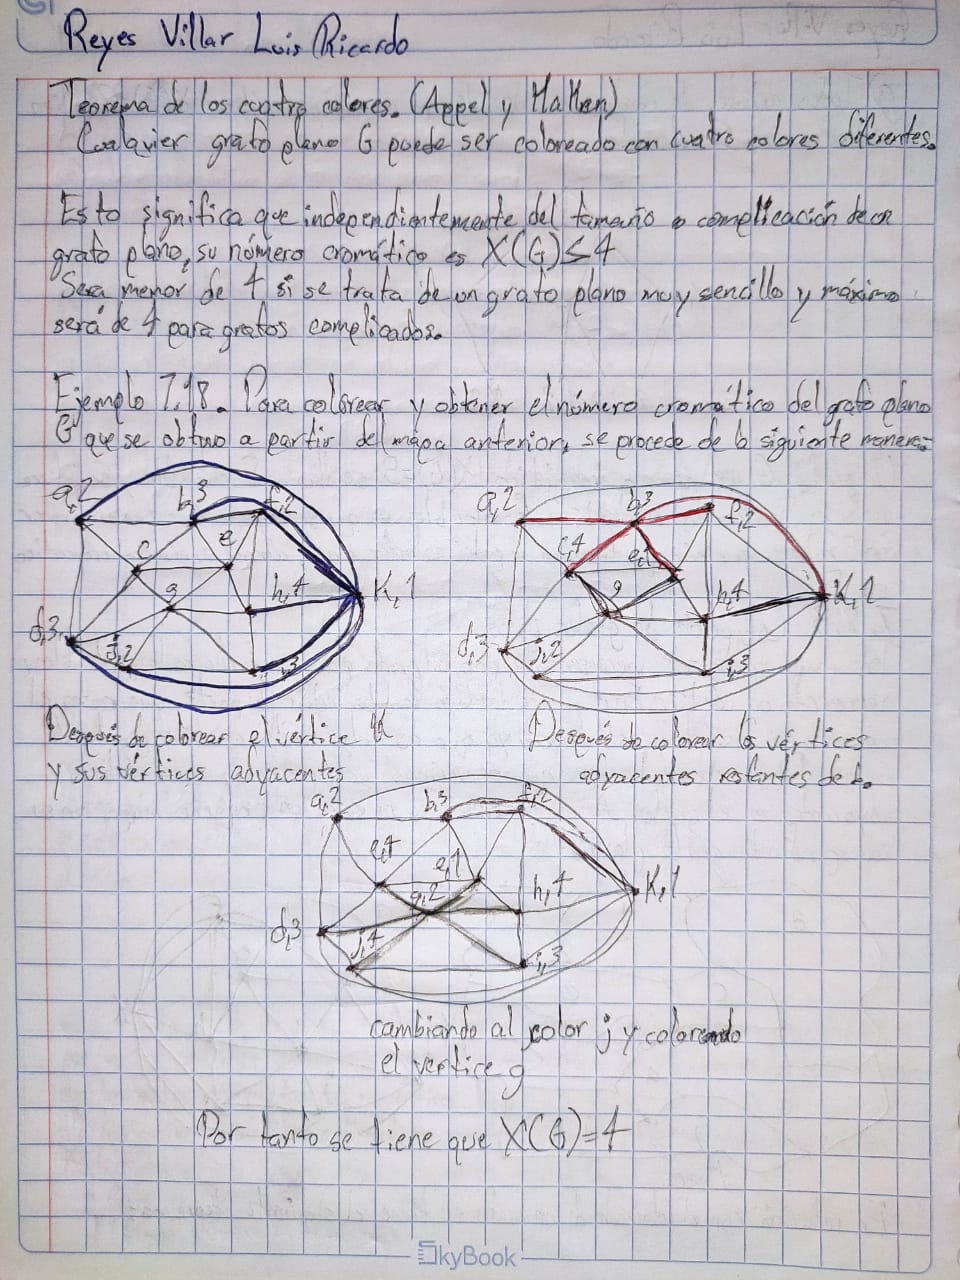 Reyes Villar Luis Ricardo
Teorema de los cuatro colores. (Appel y Haken)
Cualquier grafo plano G puede ser coloreado con cuatro colores diferentes.
Esto significa que independientemente del tamaño o complicación de un
grafo plano, su número cromático es X(G)≤4
Sera menor de 4 si se trata de un grafo plano muy sencillo y máximo
será de 4 para grafos complicados.
Ejemplo 7.18. Para colorear y obtener el número cromático del grafo plano
G que se obtuvo a partir del mapa anterior, se procede de la siguiente manera:
a,2 b,3 f,2
c e
g h,4 K,1
d,3 j,2 i,3
a,2 b,3 f,2
c,4 e,1
g h,4 K,1
d,3 j,2 i,3
Después de colorear el vértice K
y sus vértices adyacentes
Después de colorear los vértices
adyacentes restantes de b.
a,2 b,3 f,2
c,4 e,1
g,2 h,4 K,1
d,3 j,4 i,3
cambiando al color j y colorendo
el vertice g
Por tanto se tiene que X(G)=4
SkyBook